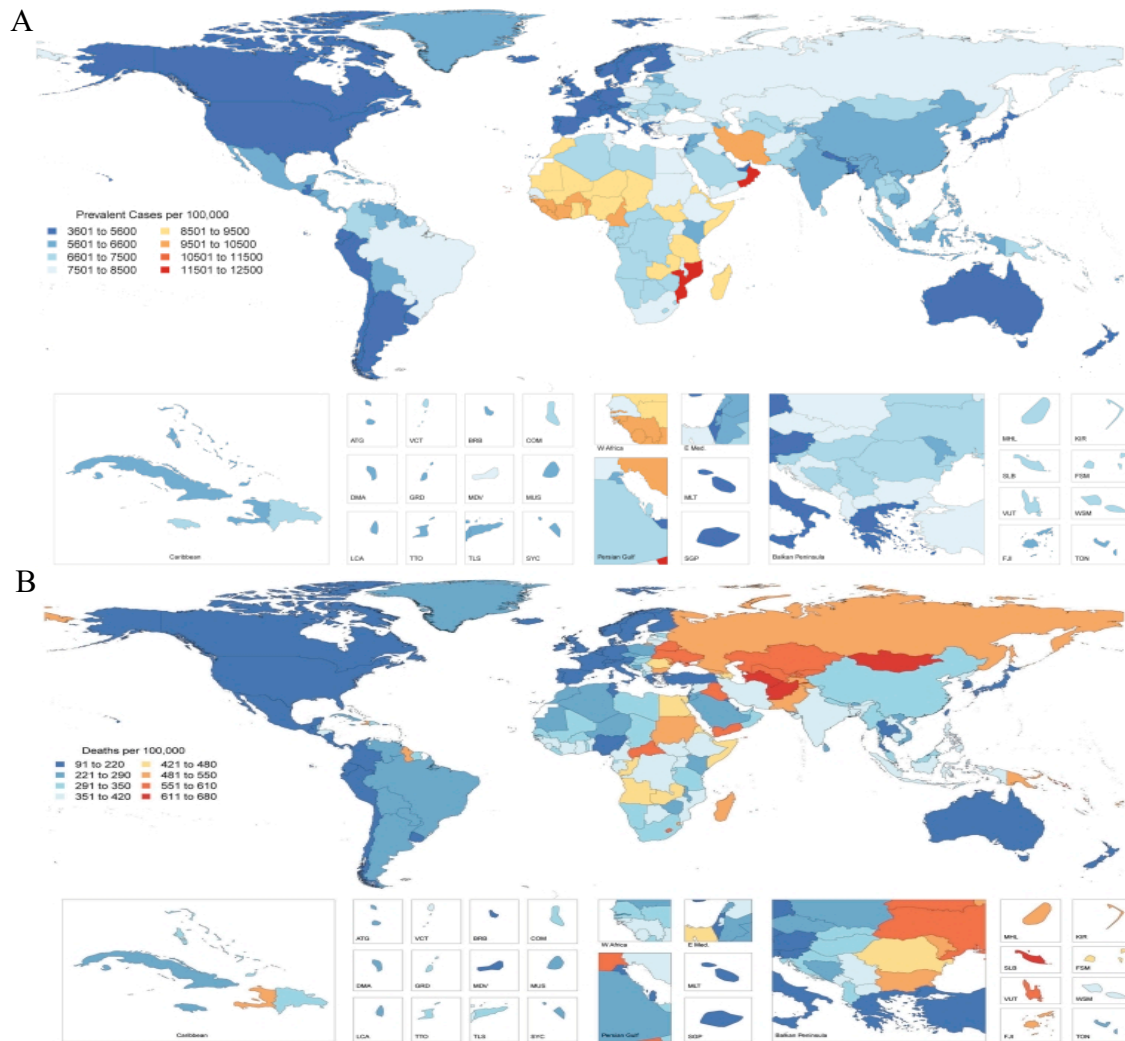 A
Prevalent Cases per 100,000
3601 to 5600 8501 to 9500
5601 to 6600 9501 to 10500
6601 to 7500 10501 to 11500
7501 to 8500 11501 to 12500
Caribbean
ATG VCT BRB COM
DMA GRD MDV MUS
LCA TTO TLS SYC
W Africa E Med.
Persian Gulf MLT
SGP
Balkan Peninsula
MHL KIR
SLB FSM
VUT WSM
FJI TON
B
Deaths per 100,000
91 to 220 421 to 480
221 to 290 481 to 550
291 to 350 551 to 610
351 to 420 611 to 680
Caribbean
ATG VCT BRB COM
DMA GRD MDV MUS
LCA TTO TLS SYC
W Africa E Med.
Persian Gulf MLT
SGP
Balkan Peninsula
MHL KIR
SLB FSM
VUT WSM
FJI TON